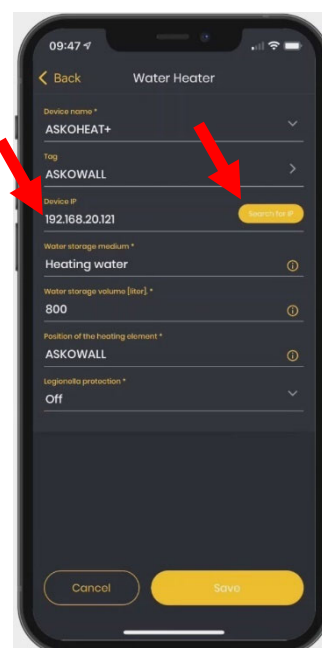 09:47
Back
Water Heater
Device name *
ASKOHEAT+
Tag
ASKOWALL
Device IP
192.168.20.121
Search for IP
Water storage medium *
Heating water
Water storage volume [liter]. *
800
Position of the heating element *
ASKOWALL
Legionella protection *
Off
Cancel
Save